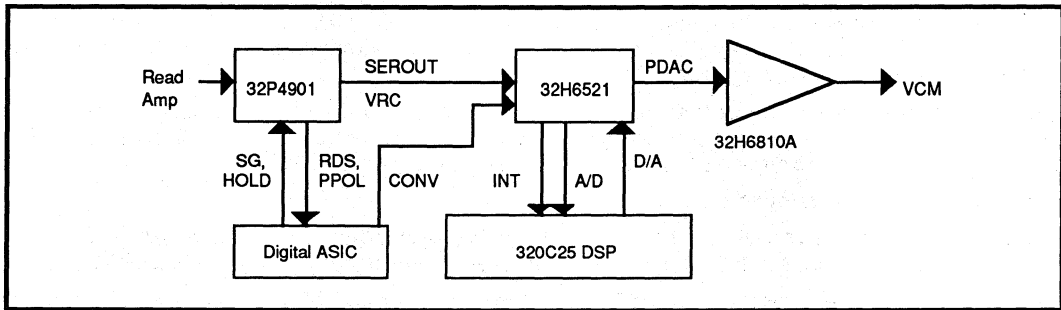 Read
Amp
32P4901
SEROUT
VRC
32H6521
PDAC
VCM
32H6810A
SG,
HOLD
RDS,
PPOL
CONV
INT
A/D
D/A
Digital ASIC
320C25 DSP